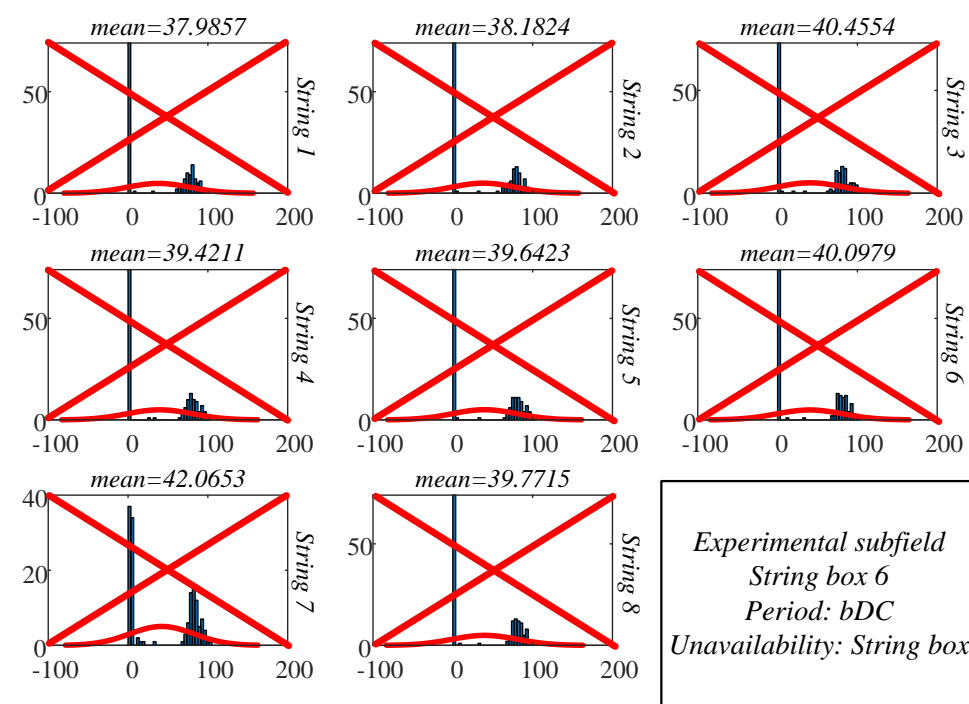 mean=37.9857 mean=38.1824 mean=40.4554
50 50 50
0 0 0
-100 0 100 200 -100 0 100 200 -100 0 100 200
String 1 String 2 String 3
mean=39.4211 mean=39.6423 mean=40.0979
50 50 50
0 0 0
-100 0 100 200 -100 0 100 200 -100 0 100 200
String 4 String 5 String 6
mean=42.0653 mean=39.7715
40
20 50
0 0
-100 0 100 200 -100 0 100 200
String 7 String 8
Experimental subfield
String box 6
Period: bDC
Unavailability: String box